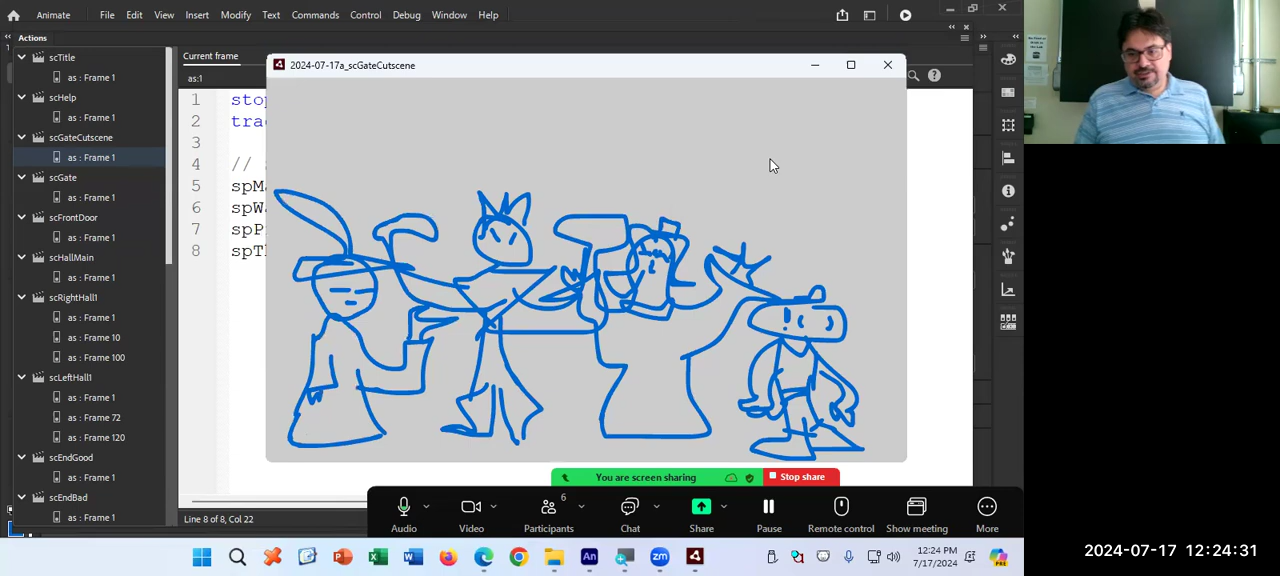 Animate File Edit View Insert Modify Text Commands Control Debug Window Help
Actions
scTitle
as : Frame 1
scHelp
as : Frame 1
scGateCutscene
as : Frame 1
scGate
as : Frame 1
scFrontDoor
as : Frame 1
scHallMain
as : Frame 1
scRightHall1
as : Frame 1
as : Frame 10
as : Frame 100
scLeftHall1
as : Frame 1
as : Frame 72
as : Frame 120
scEndGood
as : Frame 1
scEndBad
as : Frame 1
Current frame
as:1
1 stop
2 trac
3
4 //
5 spMa
6 spWa
7 spP
8 spTh
2024-07-17a_scGateCutscene
You are screen sharing Stop share
6
Audio Video Participants Chat Share Pause Remote control Show meeting More
Line 8 of 8, Col 22
12:24 PM
7/17/2024
2024-07-17 12:24:31